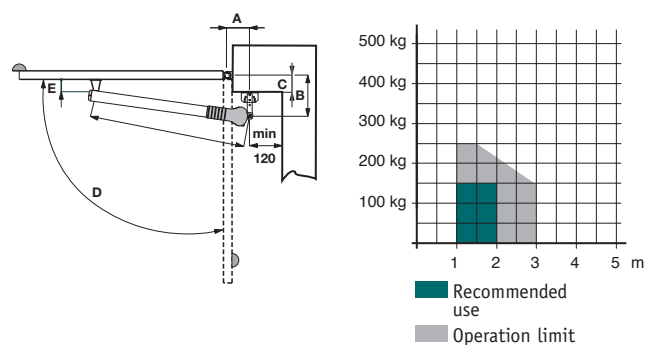 A
E
C
B
min
120
D
500 kg
400 kg
300 kg
200 kg
100 kg
1 2 3 4 5 m
Recommended
use
Operation limit